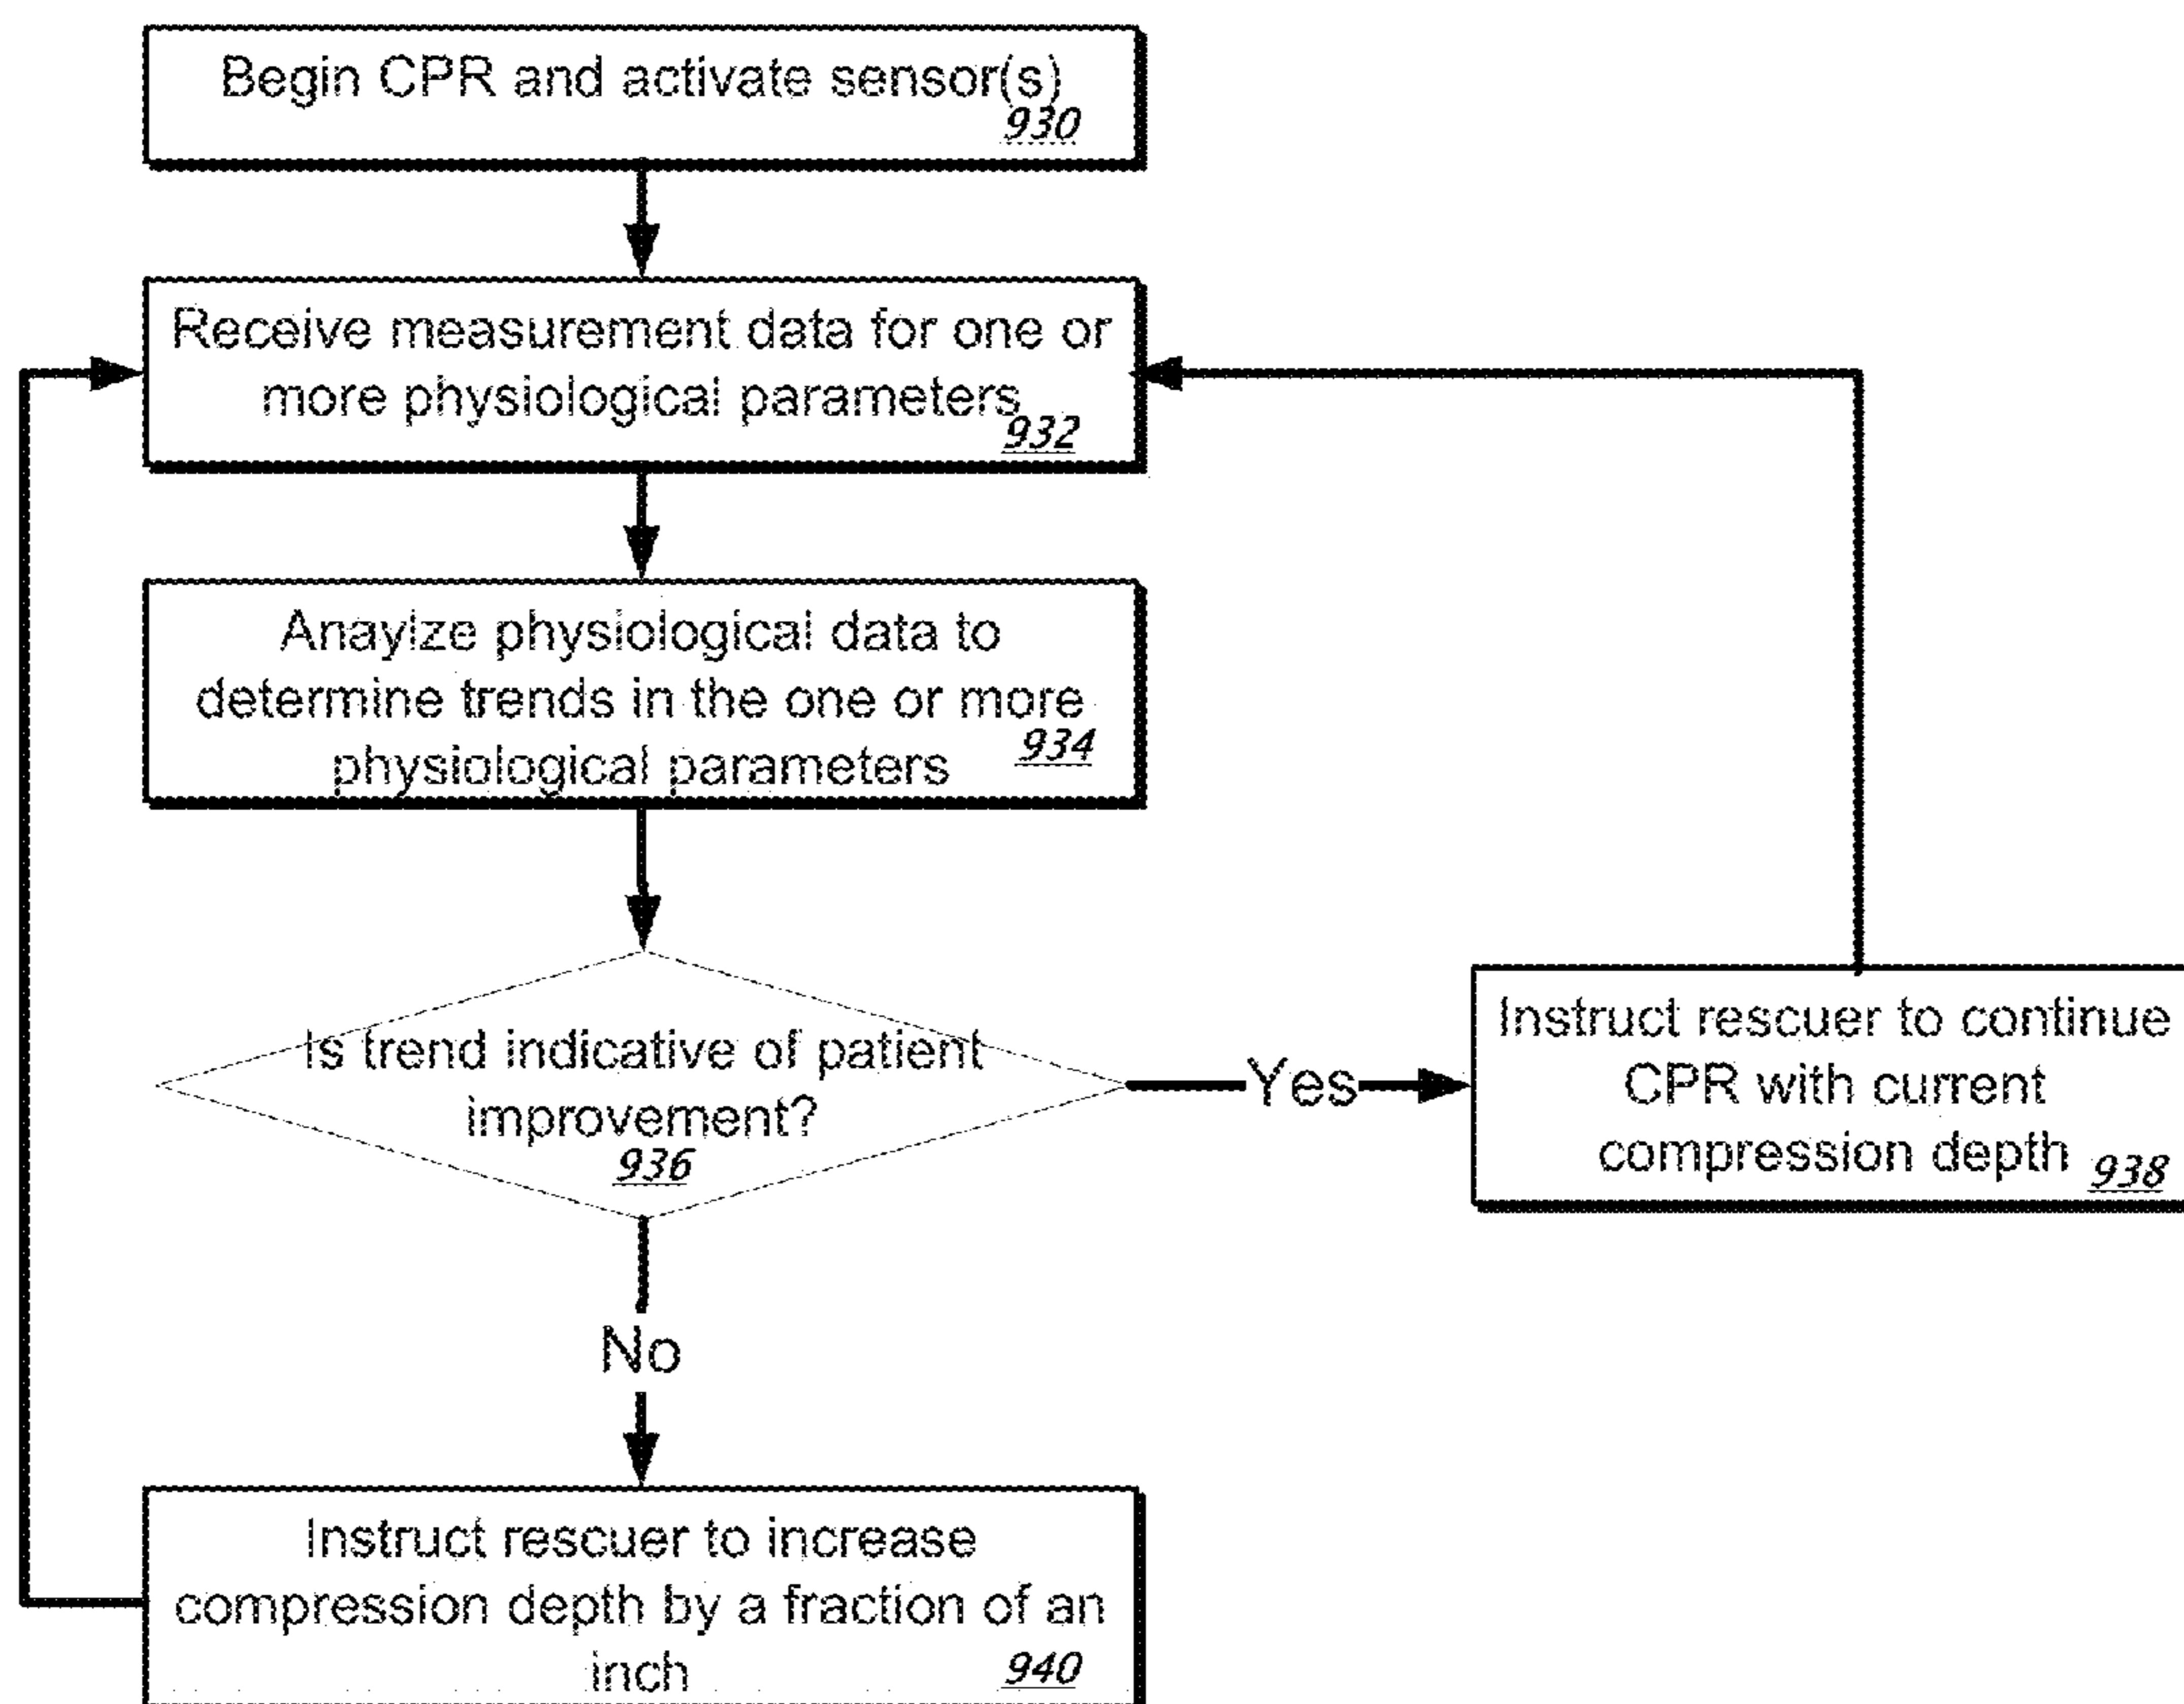 Begin CPR and activate sensor(s)
930
Receive measurement data for one or
more physiological parameters
932
Anaylze physiological data to
determine trends in the one or more
physiological parameters
934
Is trend indicative of patient
improvement?
936
Yes
Instruct rescuer to continue
CPR with current
compression depth
938
No
Instruct rescuer to increase
compression depth by a fraction of an
inch
940